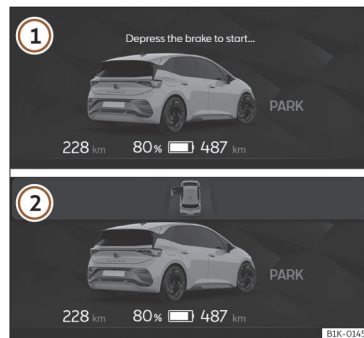 1
Depress the brake to start...
PARK
228 km 80% 487 km
2
PARK
228 km 80% 487 km
B1K-0145